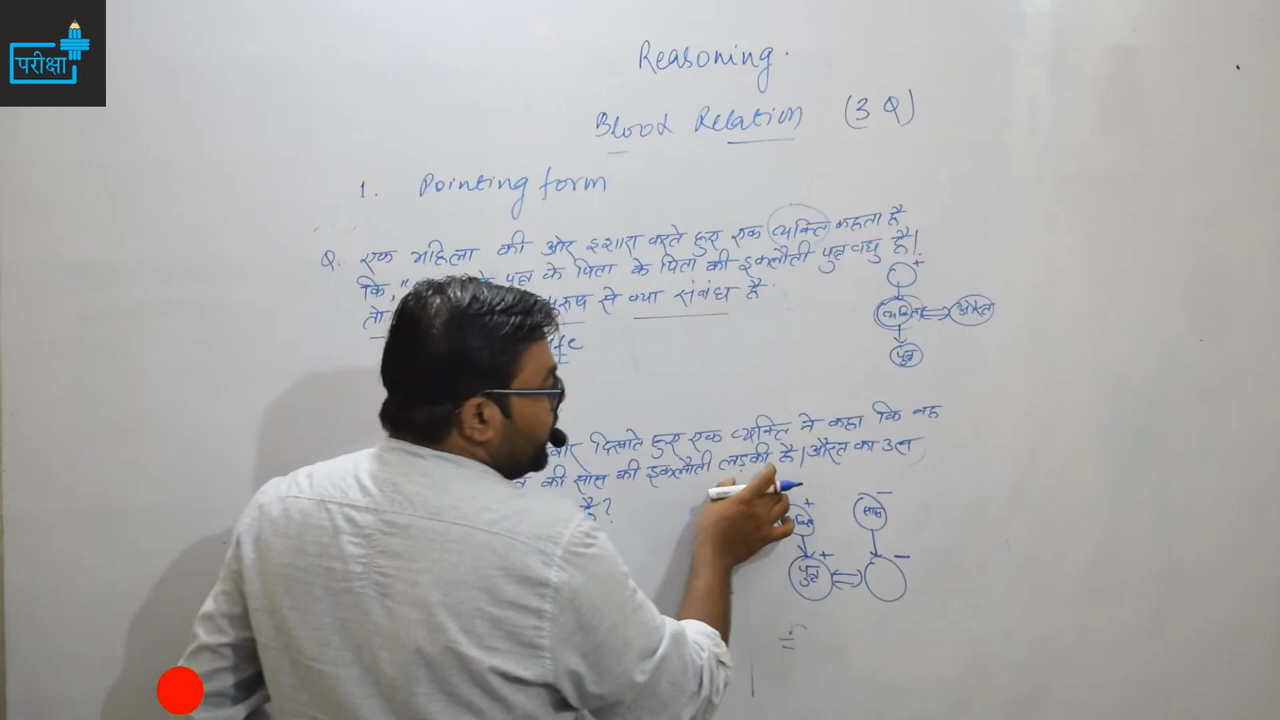 परीक्षा
Reasoning.
Blood Relation (3 Q)
1. Pointing form
Q. एक महिला की ओर इशारा करते हुए एक व्यक्ति कहता है
कि, " पुत्र के पिता के पिता की इकलौती पुत्रवधु है।
तो से क्या संबंध है
+
व्यक्ति औरत
पुत्र
दिखाते हुए एक व्यक्ति ने कहा कि वह
की सास की इकलौती लड़की है। औरत का उस
है?
+ सास -
पुत्र + -